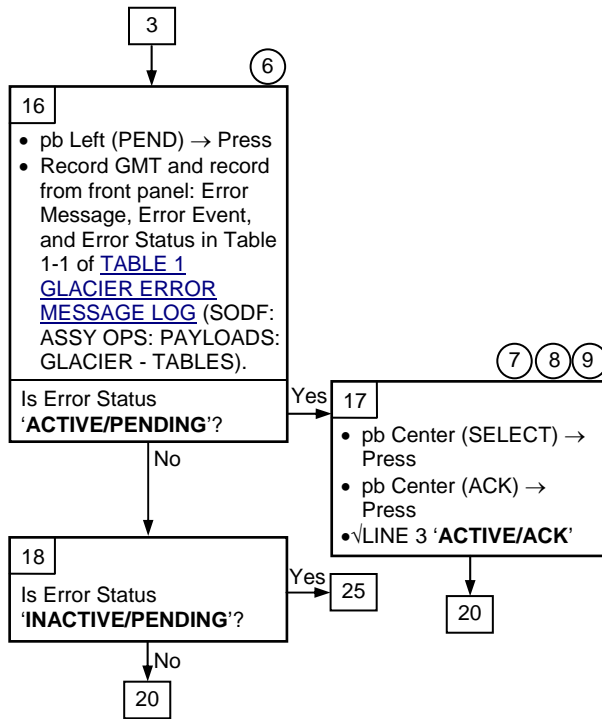 3
6
16
• pb Left (PEND) → Press
• Record GMT and record
from front panel: Error
Message, Error Event,
and Error Status in Table
1-1 of TABLE 1
GLACIER ERROR
MESSAGE LOG (SODF:
ASSY OPS: PAYLOADS:
GLACIER - TABLES).
Is Error Status
‘ACTIVE/PENDING’?
Yes
No
7 8 9
17
• pb Center (SELECT) →
Press
• pb Center (ACK) →
Press
•√LINE 3 ‘ACTIVE/ACK’
20
18
Is Error Status
‘INACTIVE/PENDING’?
Yes
25
No
20